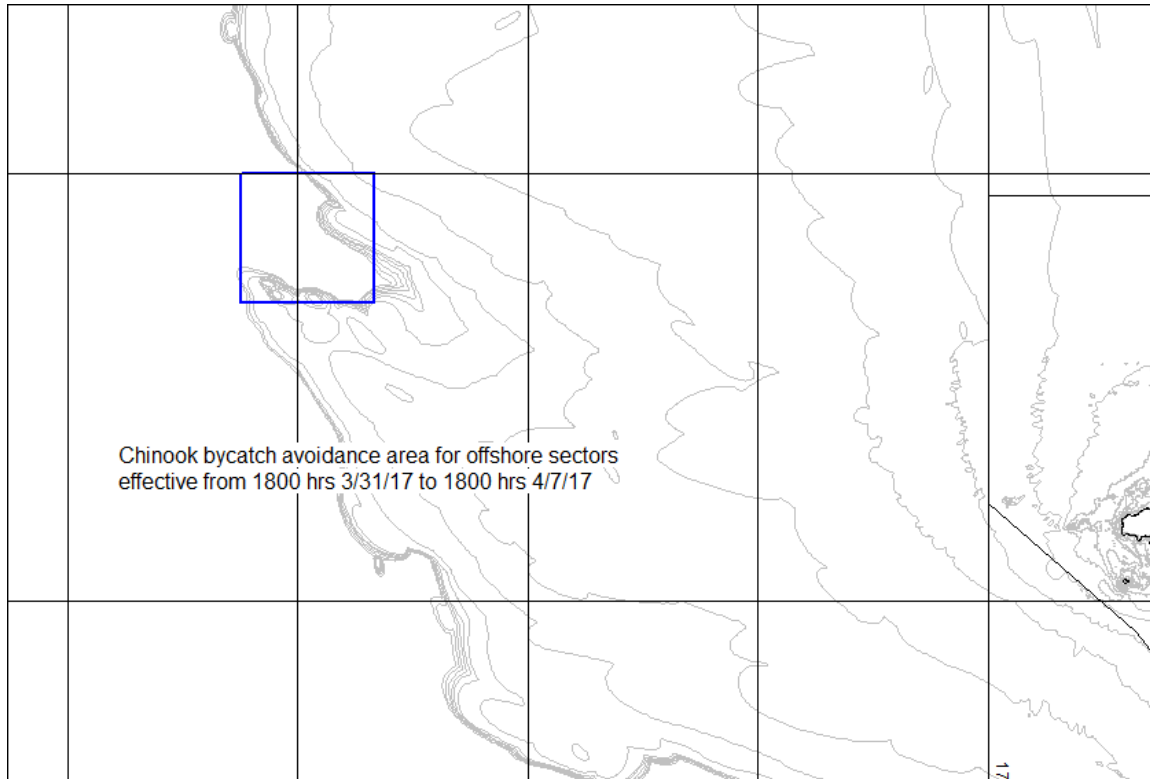 Chinook bycatch avoidance area for offshore sectors
effective from 1800 hrs 3/31/17 to 1800 hrs 4/7/17
17